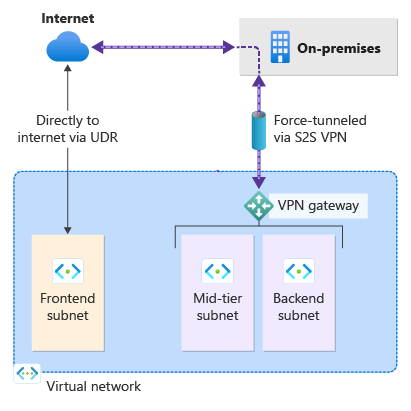 Internet
On-premises
Directly to
internet via UDR
Force-tunneled
via S2S VPN
VPN gateway
Frontend
subnet
Mid-tier
subnet
Backend
subnet
Virtual network